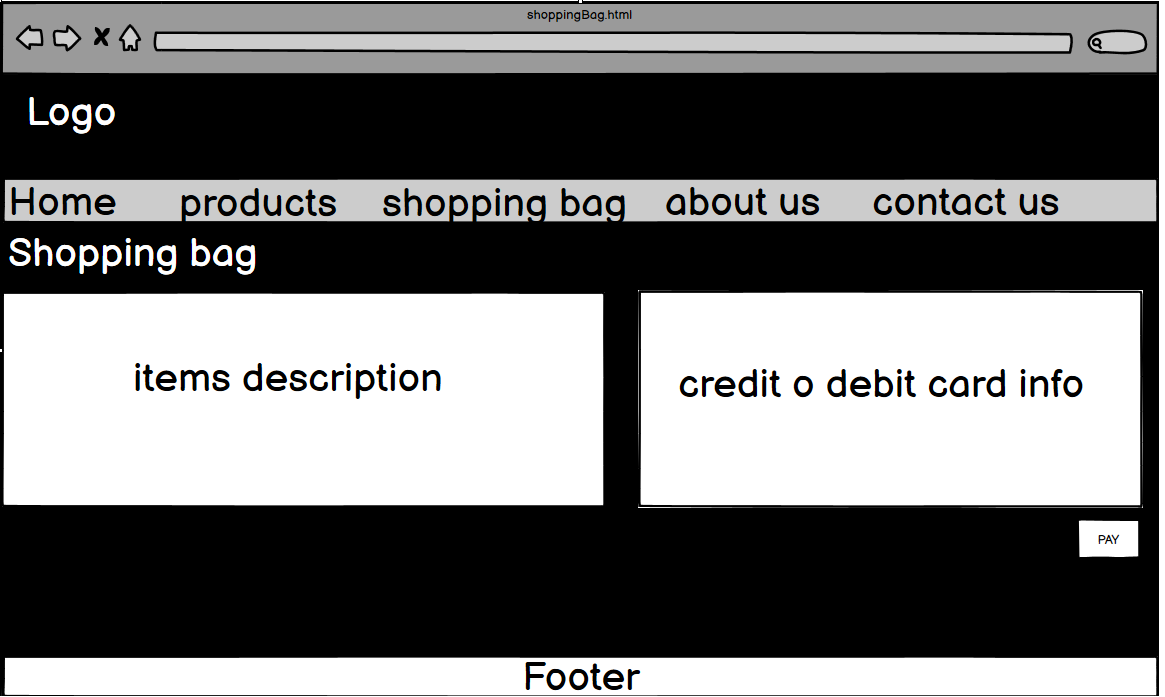 shoppingBag.html
Logo
Home products shopping bag about us contact us
Shopping bag
items description
credit o debit card info
PAY
Footer